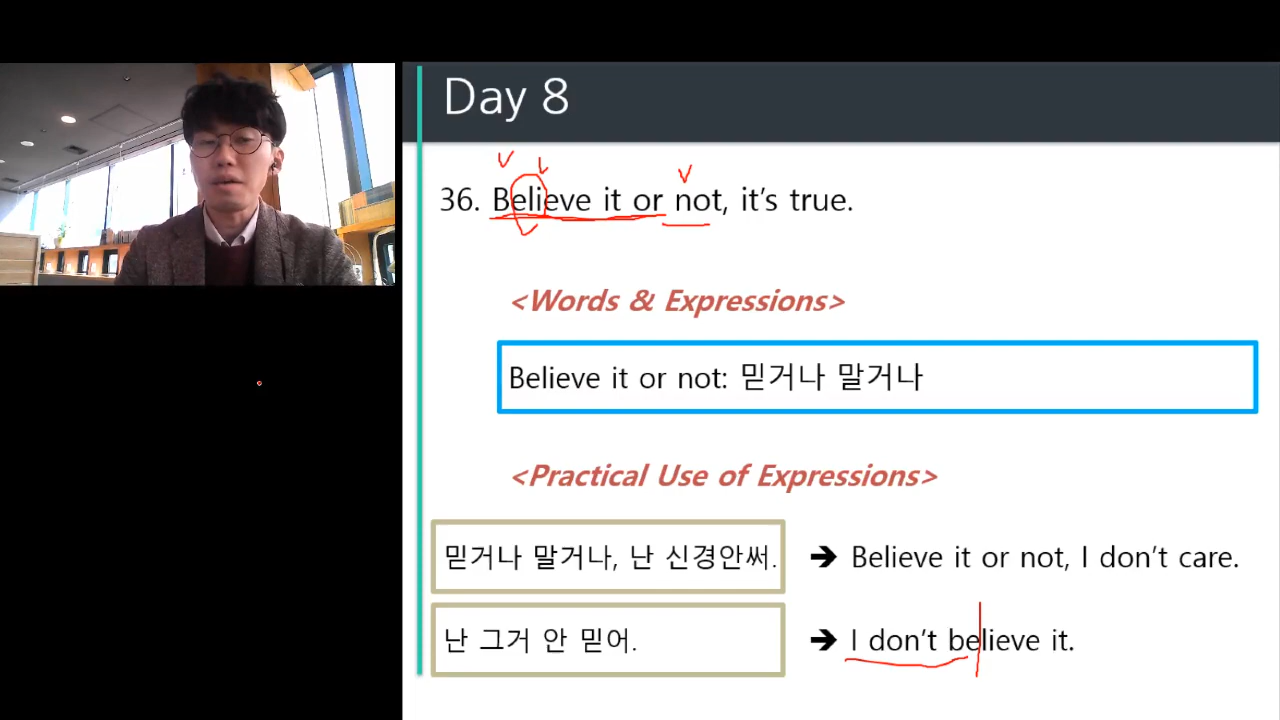 Day 8
36. Believe it or not, it's true.
<Words & Expressions>
Believe it or not: 믿거나 말거나
<Practical Use of Expressions>
믿거나 말거나, 난 신경안써. ➔ Believe it or not, I don't care.
난 그거 안 믿어. ➔ I don't believe it.